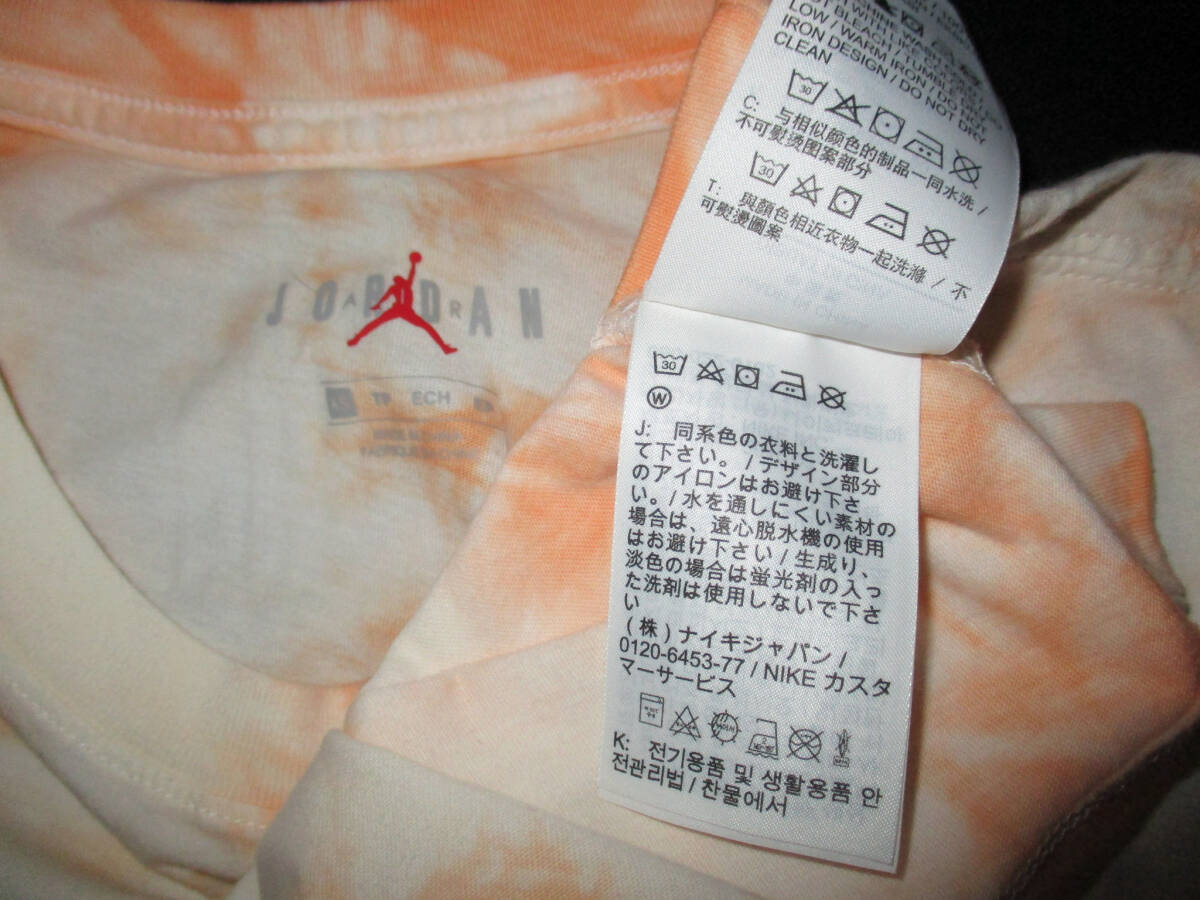 LOW / WARM IRON / DO NOT
IRON DESIGN / DO NOT DRY
CLEAN
30
C: 与相似颜色的制品一同水洗 /
不可熨烫图案部分
30
T: 與顏色相近衣物一起洗滌 / 不
可熨燙圖案
JORDAN
AIR
ECH
30
W
J: 同系色の衣料と洗濯し
て下さい。 / デザイン部分
のアイロンはお避け下さ
い。/ 水を通しにくい素材の
場合は、遠心脱水機の使用
はお避け下さい / 生成り、
淡色の場合は蛍光剤の入っ
た洗剤は使用しないで下さ
い
(株) ナイキジャパン /
0120-6453-77 / NIKE カスタ
マーサービス
K: 전기용품 및 생활용품 안
전관리법 / 찬물에서